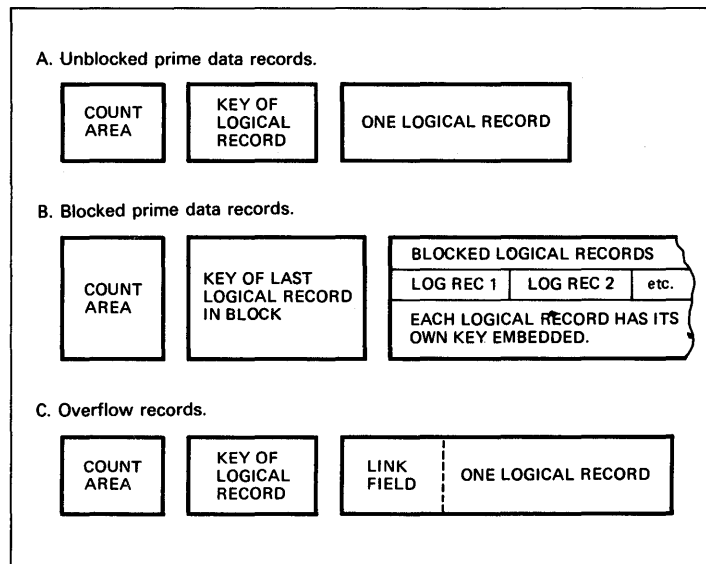 A. Unblocked prime data records.
COUNT
AREA
KEY OF
LOGICAL
RECORD
ONE LOGICAL RECORD
B. Blocked prime data records.
COUNT
AREA
KEY OF LAST
LOGICAL RECORD
IN BLOCK
BLOCKED LOGICAL RECORDS
LOG REC 1
LOG REC 2
etc.
EACH LOGICAL RECORD HAS ITS
OWN KEY EMBEDDED.
C. Overflow records.
COUNT
AREA
KEY OF
LOGICAL
RECORD
LINK
FIELD
ONE LOGICAL RECORD